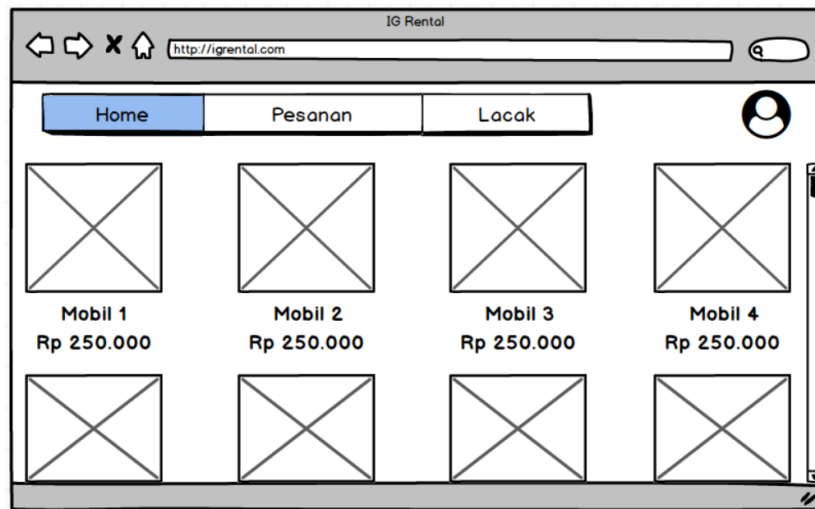 IG Rental
http://igrental.com
Home
Pesanan
Lacak
Mobil 1
Mobil 2
Mobil 3
Mobil 4
Rp 250.000
Rp 250.000
Rp 250.000
Rp 250.000